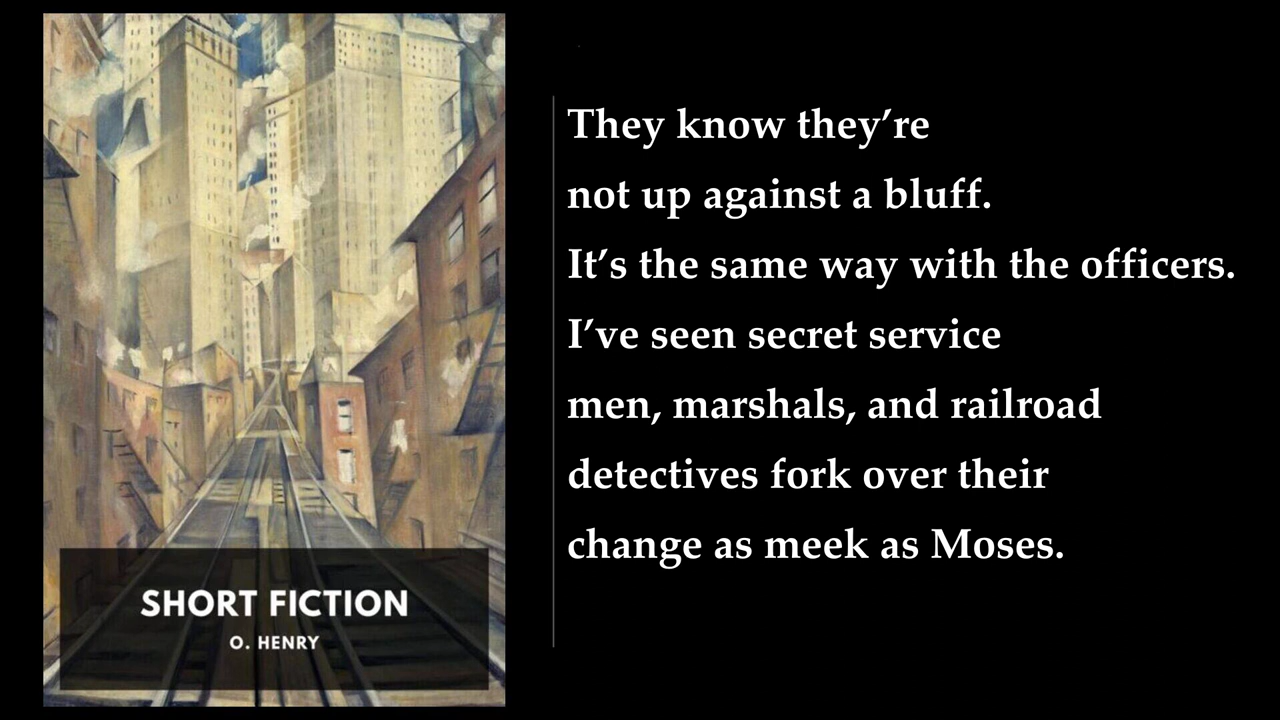 SHORT FICTION
O. HENRY
They know they’re
not up against a bluff.
It’s the same way with the officers.
I’ve seen secret service
men, marshals, and railroad
detectives fork over their
change as meek as Moses.